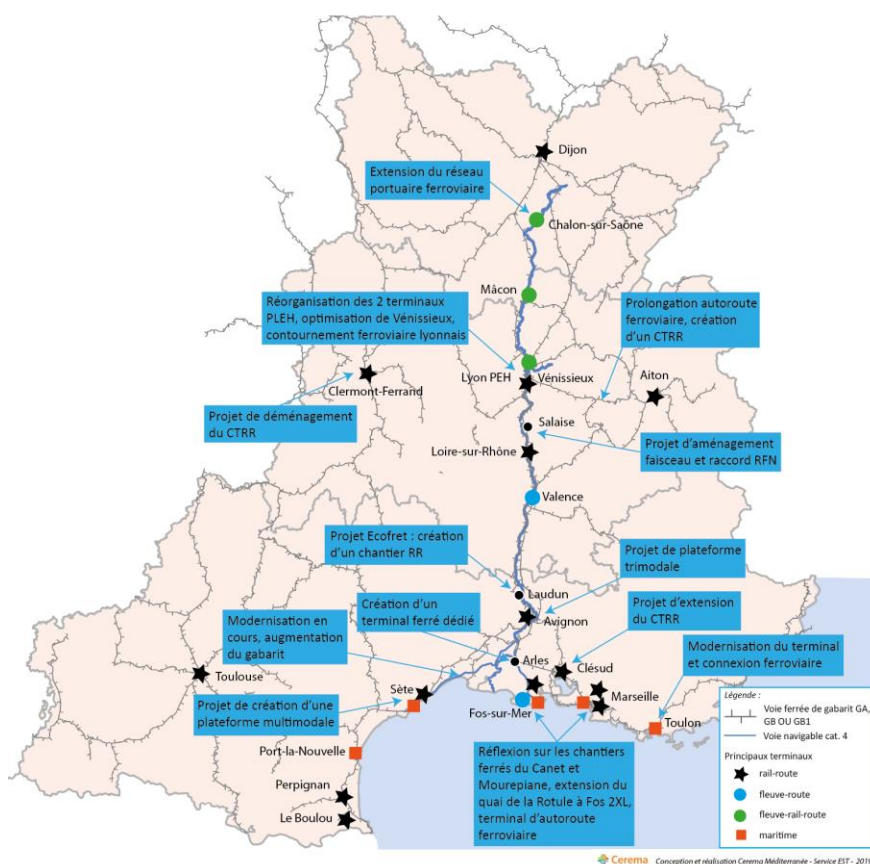 Dijon
Extension du réseau
portuaire ferroviaire
Chalon-sur-Saône
Mâcon
Réorganisation des 2 terminaux
PLEH, optimisation de Vénissieux,
contournement ferroviaire lyonnais
Prolongation autoroute
ferroviaire, création
d'un CTRR
Lyon PEH
Vénissieux
Aiton
Clermont-Ferrand
Projet de déménagement
du CTRR
Salaise
Projet d'aménagement
faisceau et raccord RFN
Loire-sur-Rhône
Valence
Projet Ecofret : création
d'un chantier RR
Projet de plateforme
trimodale
Laudun
Création d'un
terminal ferré dédié
Avignon
Projet d'extension
du CTRR
Modernisation en
cours, augmentation
du gabarit
Modernisation du terminal
et connexion ferroviaire
Arles
Clésud
Toulouse
Projet de création d'une
plateforme multimodale
Sète
Marseille
Fos-sur-Mer
Toulon
Port-la-Nouvelle
Réflexion sur les chantiers
ferrés du Canet et
Mourepiane, extension du
quai de la Rotule à Fos 2XL,
terminal d'autoroute
ferroviaire
Perpignan
Le Boulou
Légende :
Voie ferrée de gabarit GA,
GB OU GB1
Voie navigable cat. 4
Principaux terminaux
rail-route
fleuve-route
fleuve-rail-route
maritime
Cerema Conception et réalisation Cerema Méditerranée - Service EST - 2019